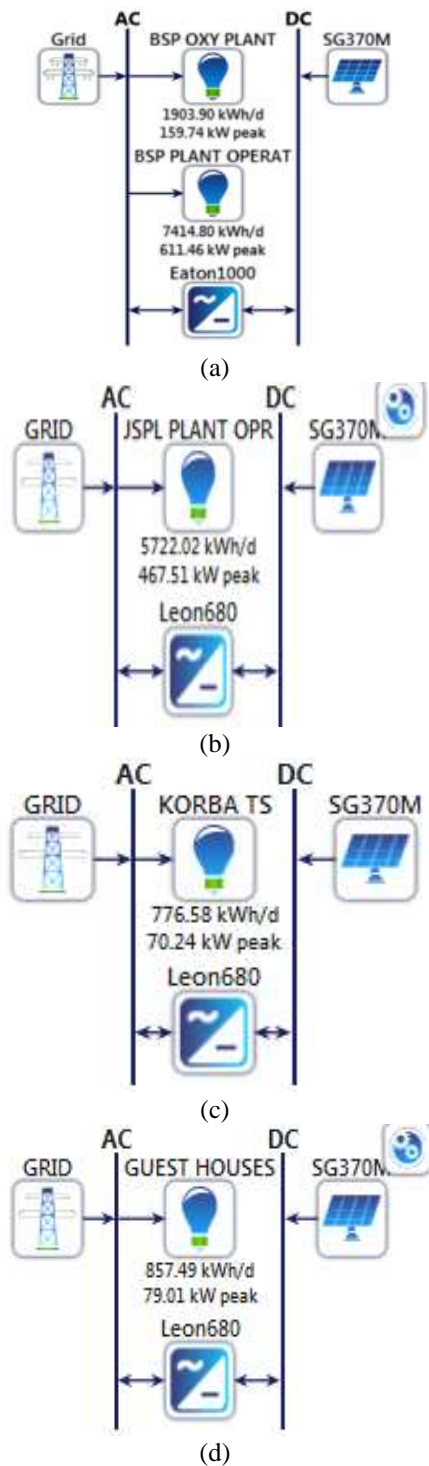 AC DC
Grid BSP OXY PLANT SG370M
1903.90 kWh/d
159.74 kW peak
BSP PLANT OPERAT
7414.80 kWh/d
611.46 kW peak
Eaton1000
(a)
AC DC
GRID JSPL PLANT OPR SG370M
5722.02 kWh/d
467.51 kW peak
Leon680
(b)
AC DC
GRID KORBA TS SG370M
776.58 kWh/d
70.24 kW peak
Leon680
(c)
AC DC
GRID GUEST HOUSES SG370M
857.49 kWh/d
79.01 kW peak
Leon680
(d)